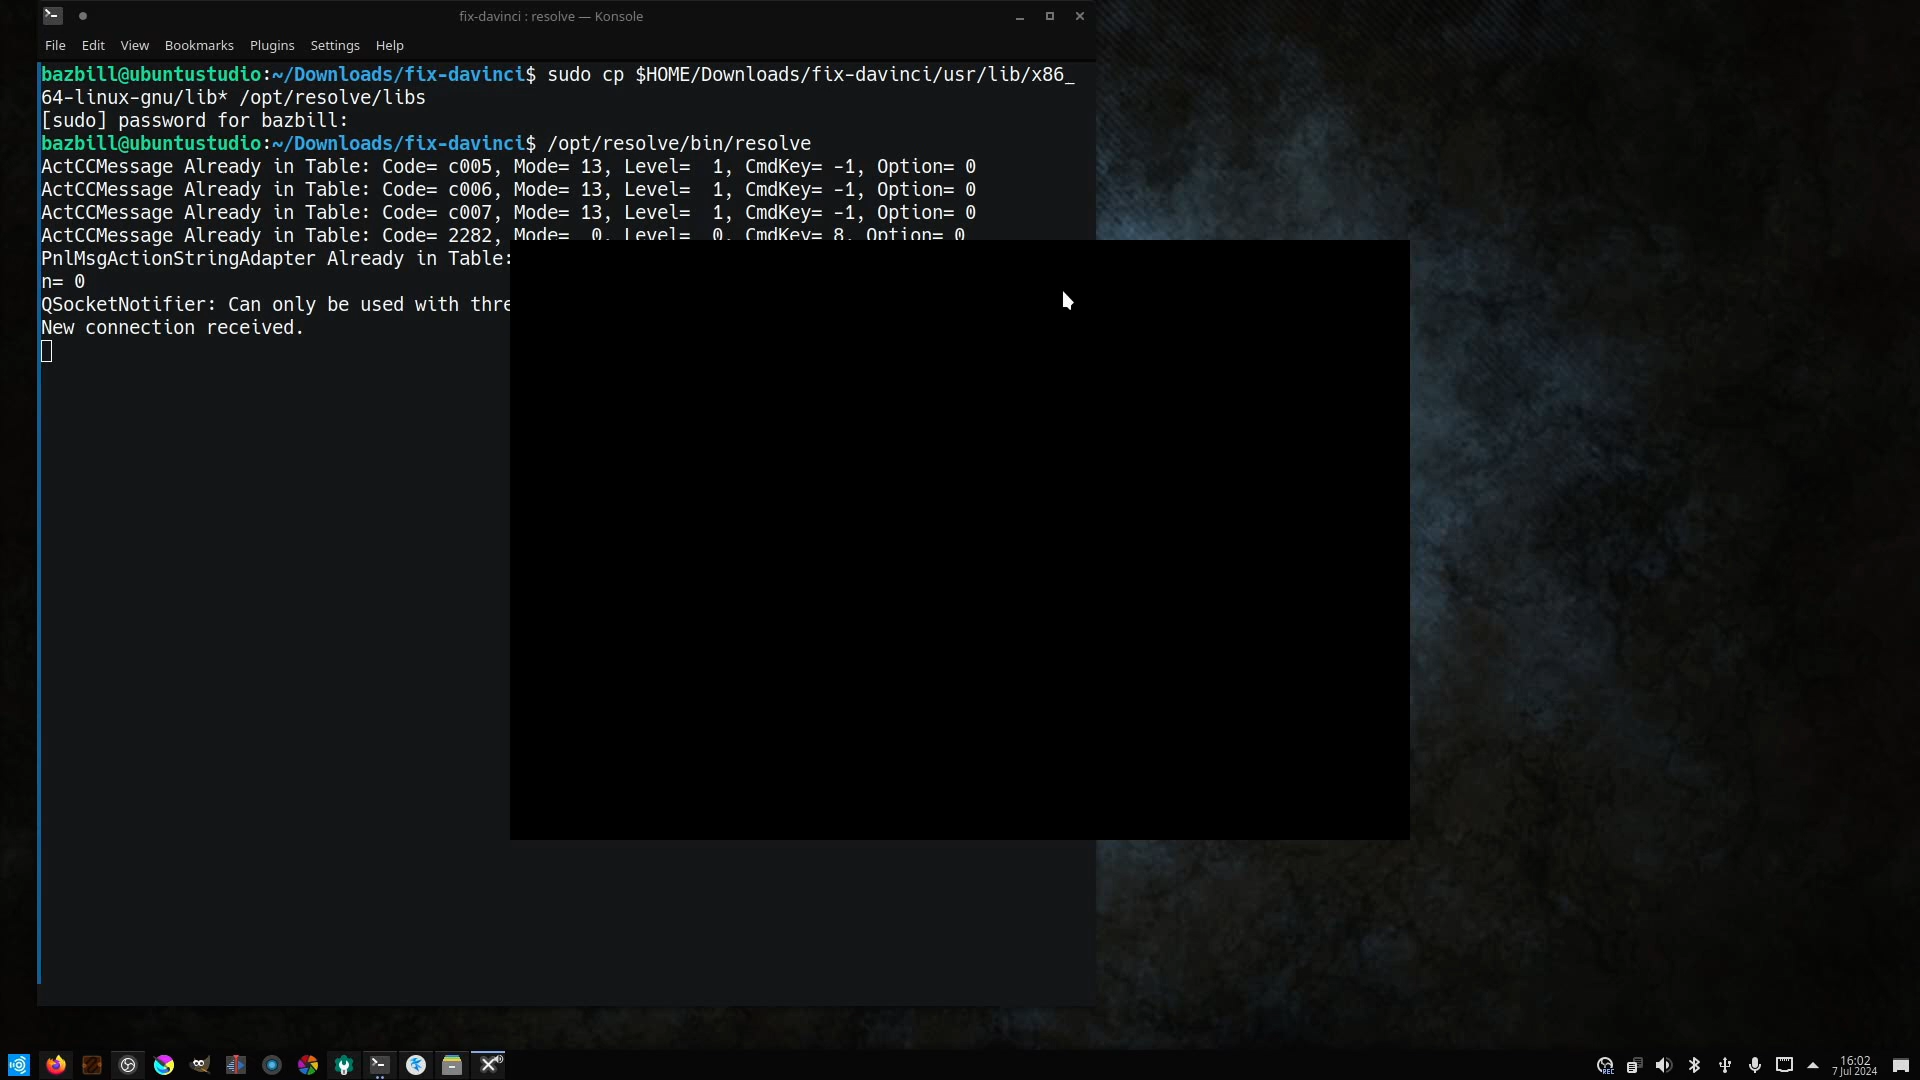 fix-davinci : resolve — Konsole
File Edit View Bookmarks Plugins Settings Help
bazbill@ubuntustudio:~/Downloads/fix-davinci$ sudo cp $HOME/Downloads/fix-davinci/usr/lib/x86_
64-linux-gnu/lib* /opt/resolve/libs
[sudo] password for bazbill:
bazbill@ubuntustudio:~/Downloads/fix-davinci$ /opt/resolve/bin/resolve
ActCCMessage Already in Table: Code= c005, Mode= 13, Level=  1, CmdKey= -1, Option= 0
ActCCMessage Already in Table: Code= c006, Mode= 13, Level=  1, CmdKey= -1, Option= 0
ActCCMessage Already in Table: Code= c007, Mode= 13, Level=  1, CmdKey= -1, Option= 0
ActCCMessage Already in Table: Code= 2282, Mode=  0, Level=  0, CmdKey= 8, Option= 0
PnlMsgActionStringAdapter Already in Table:
n= 0
QSocketNotifier: Can only be used with thre
New connection received.
REC
16:02
7 Jul 2024